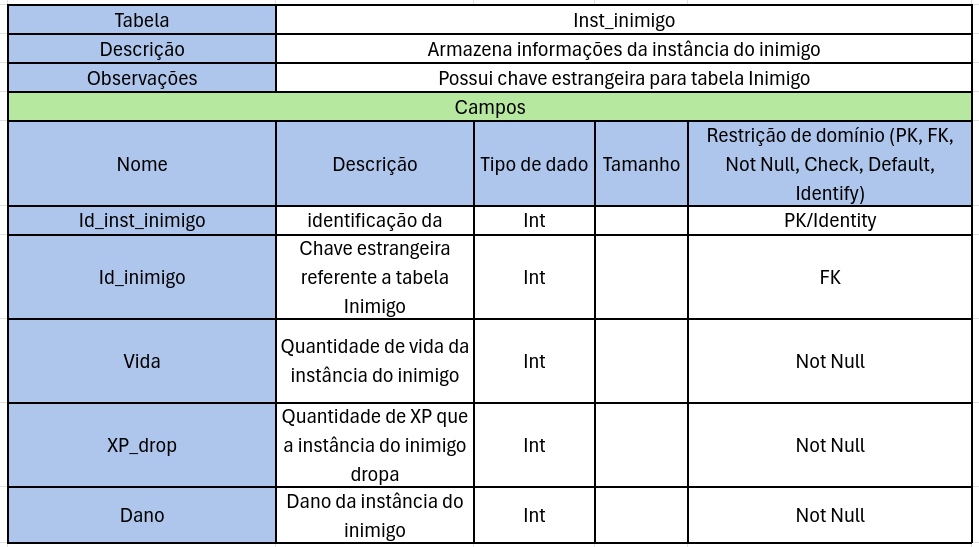 Tabela Inst_inimigo
Descrição Armazena informações da instância do inimigo
Observações Possui chave estrangeira para tabela Inimigo
Campos
Nome Descrição Tipo de dado Tamanho Restrição de domínio (PK, FK,
Not Null, Check, Default,
Identify)
Id_inst_inimigo identificação da Int PK/Identity
Id_inimigo Chave estrangeira
referente a tabela
Inimigo Int FK
Vida Quantidade de vida da
instância do inimigo Int Not Null
XP_drop Quantidade de XP que
a instância do inimigo
dropa Int Not Null
Dano Dano da instância do
inimigo Int Not Null